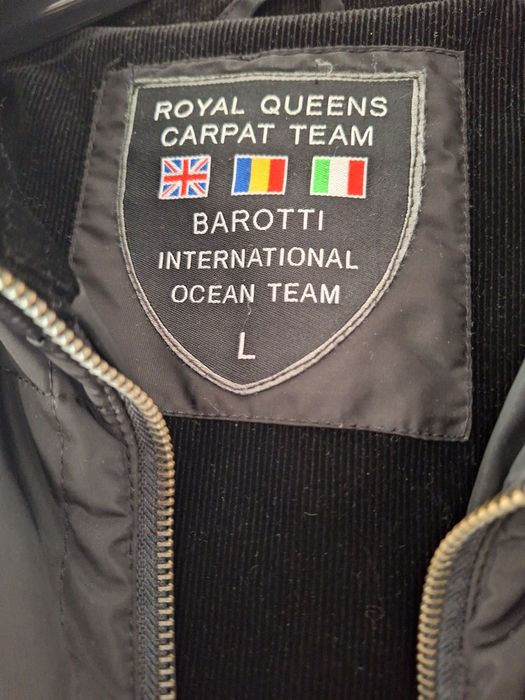 ROYAL QUEENS
CARPAT TEAM
BAROTTI
INTERNATIONAL
OCEAN TEAM
L